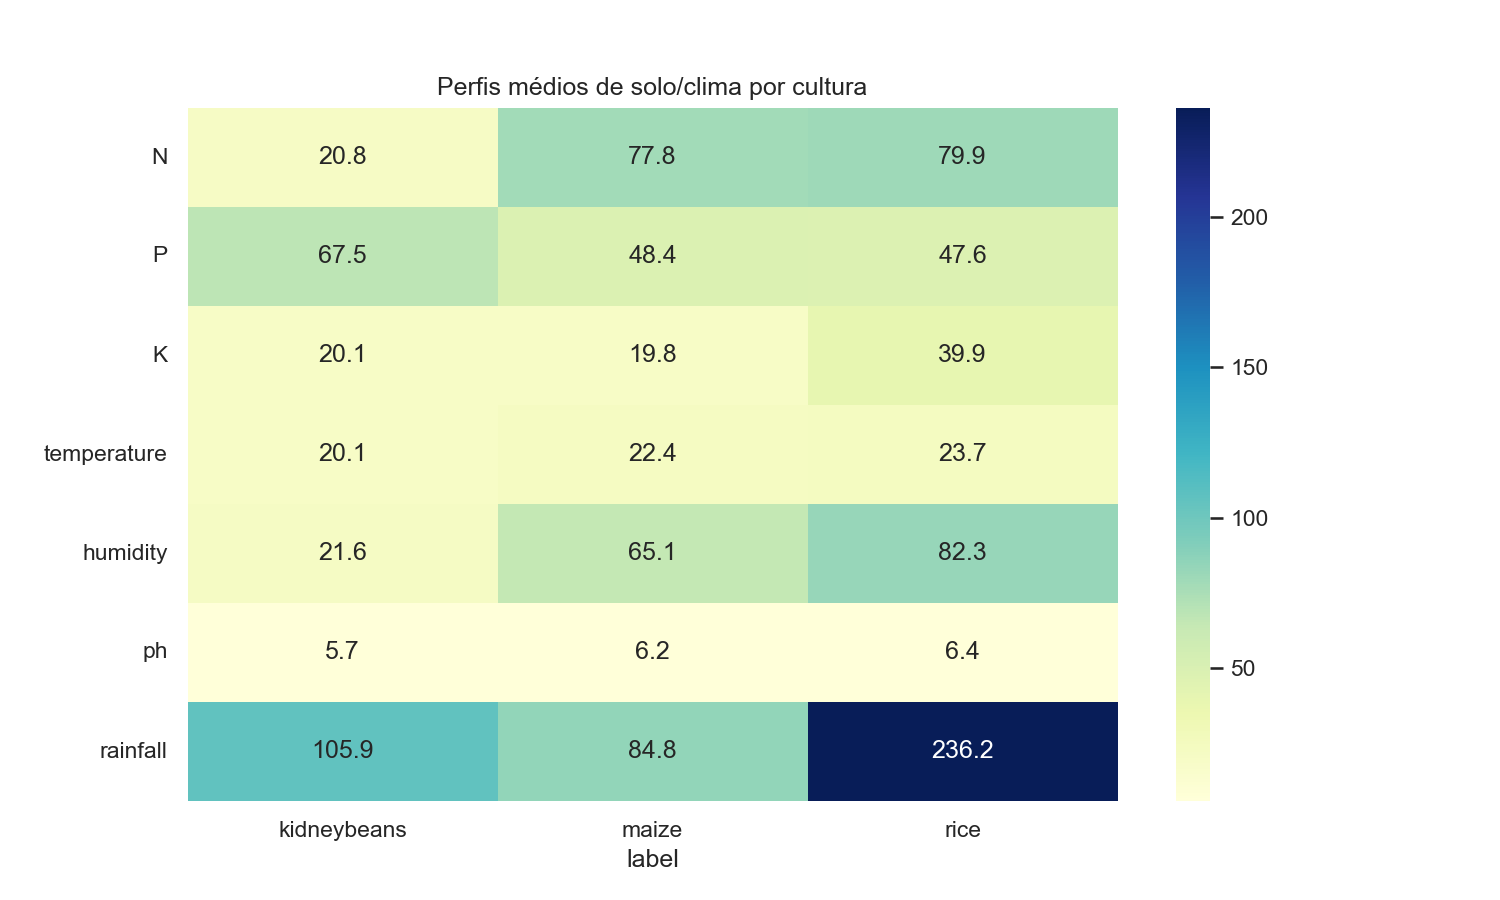 Perfis médios de solo/clima por cultura
N 20.8 77.8 79.9
P 67.5 48.4 47.6
K 20.1 19.8 39.9
temperature 20.1 22.4 23.7
humidity 21.6 65.1 82.3
ph 5.7 6.2 6.4
rainfall 105.9 84.8 236.2
kidneybeans maize rice
label
200
150
100
50